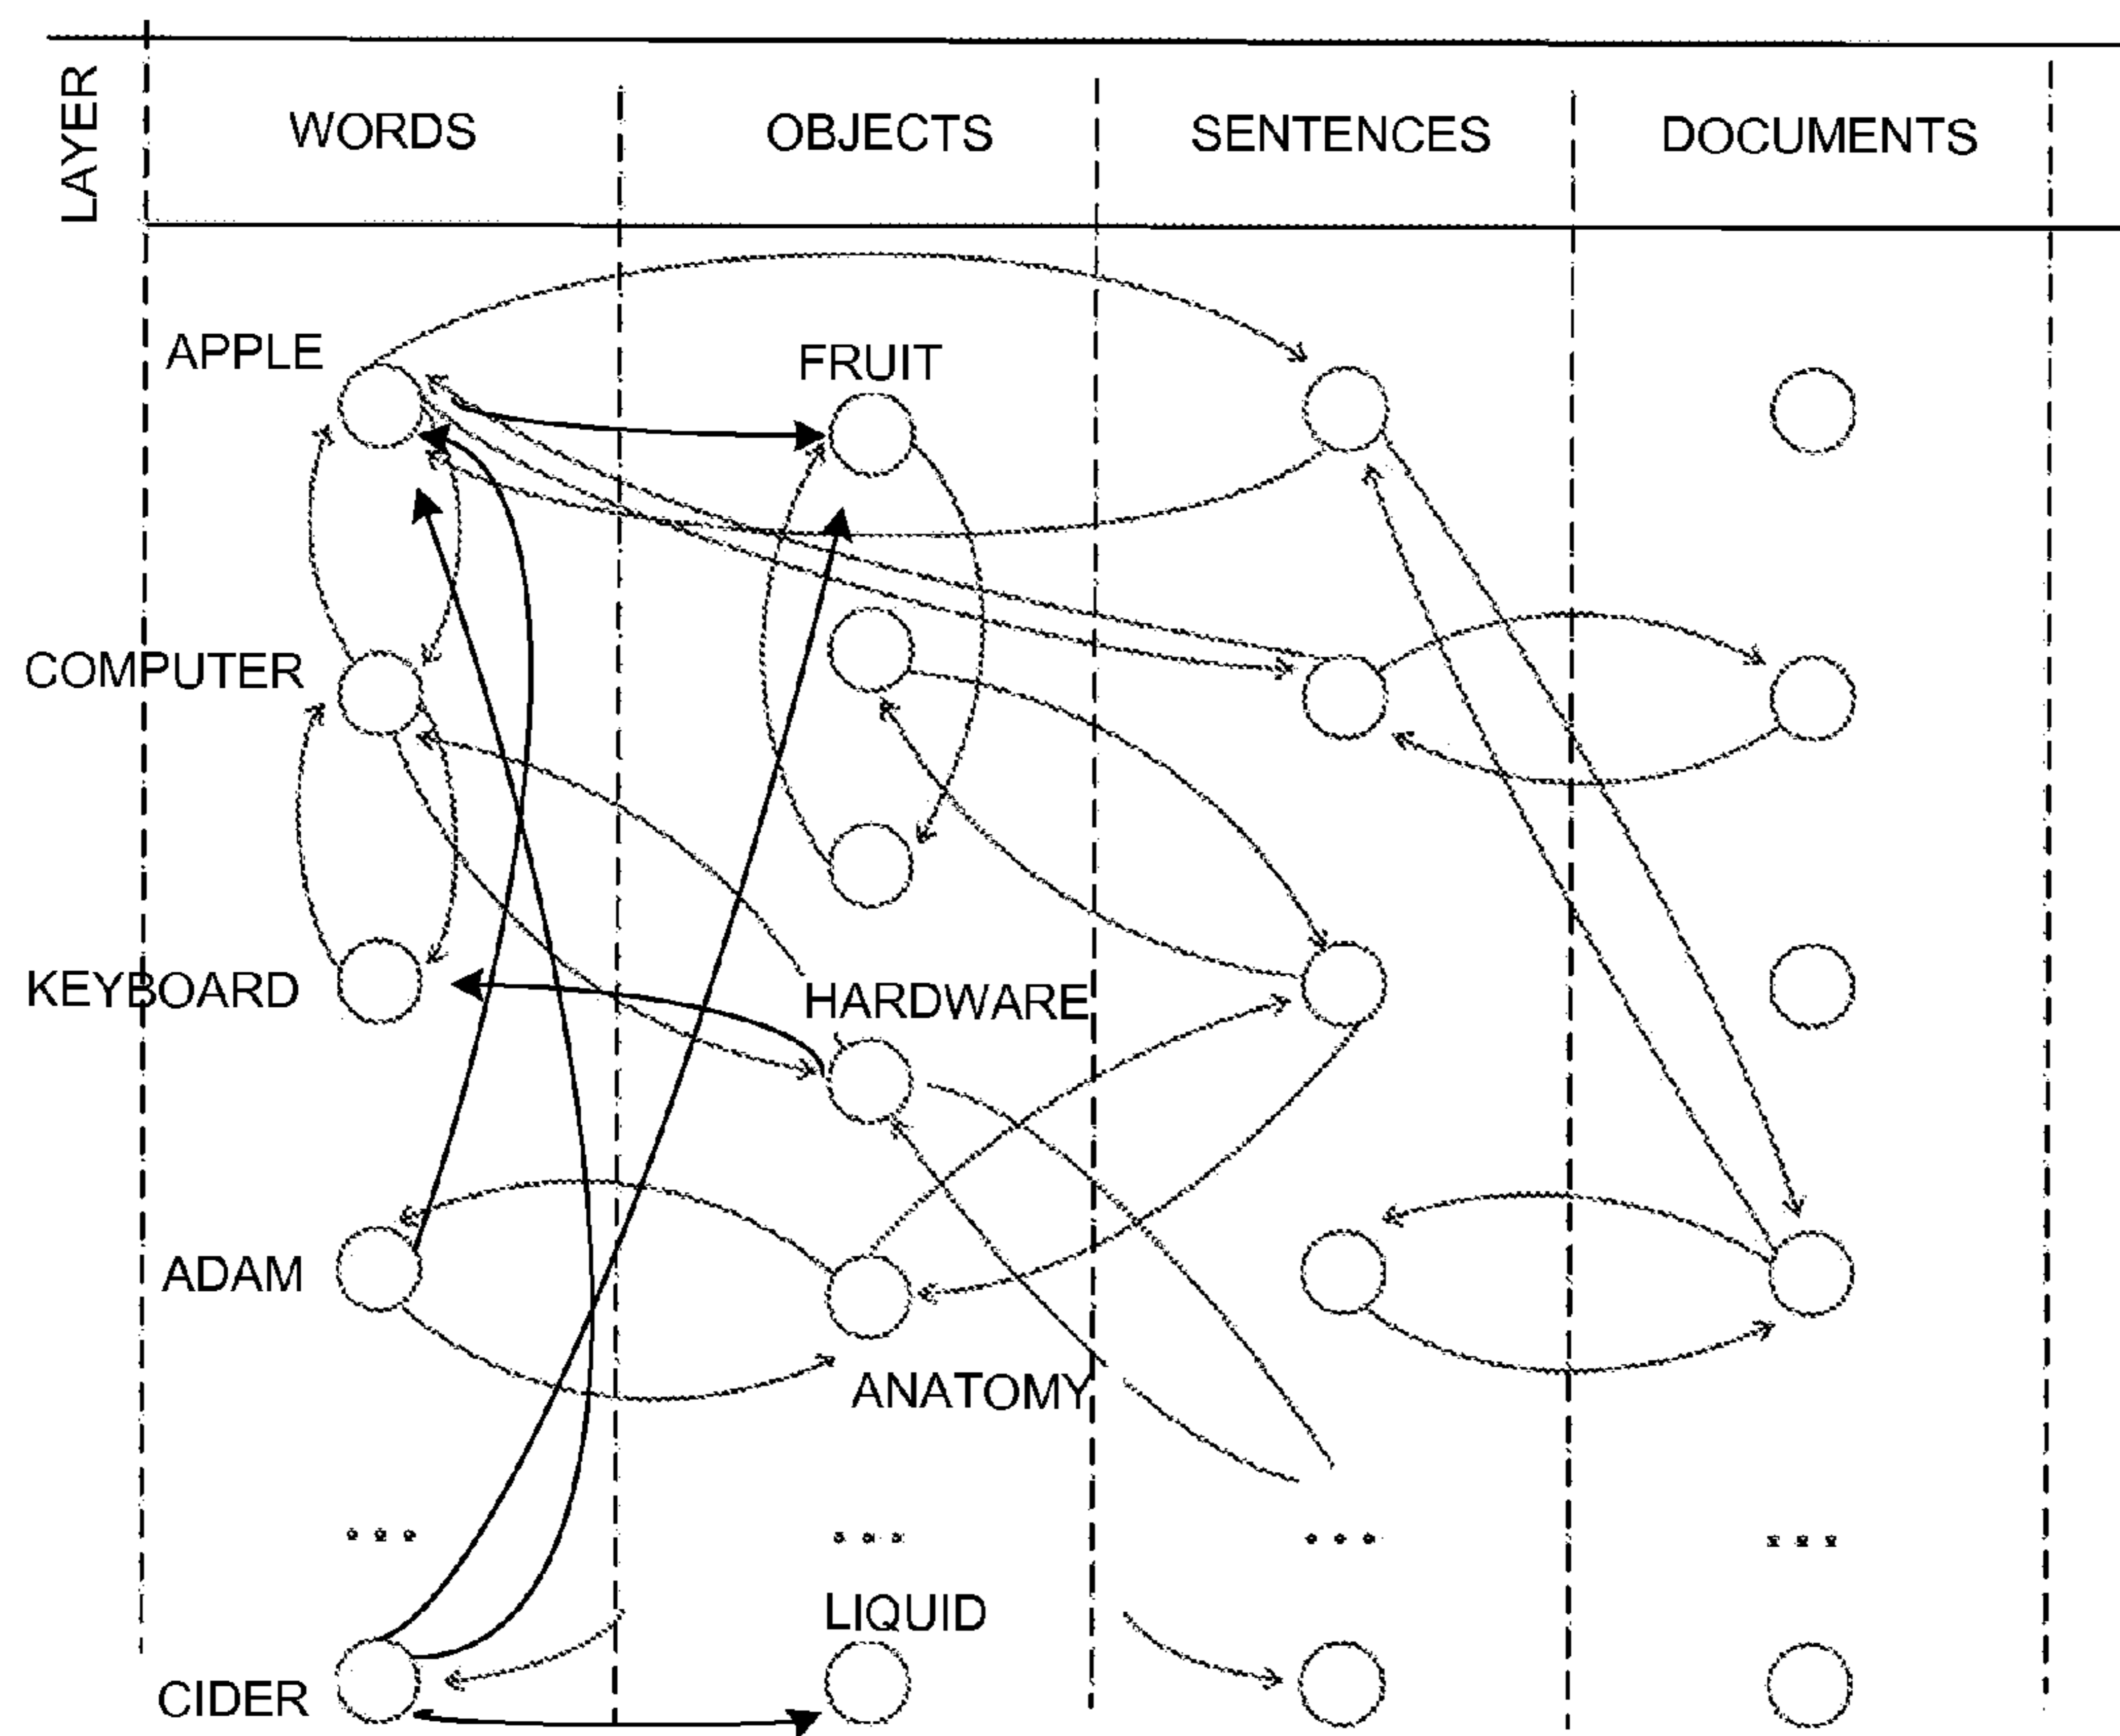 LAYER
WORDS OBJECTS SENTENCES DOCUMENTS
APPLE
FRUIT
COMPUTER
KEYBOARD
HARDWARE
ADAM
ANATOMY
...  ...  ...  ...
LIQUID
CIDER